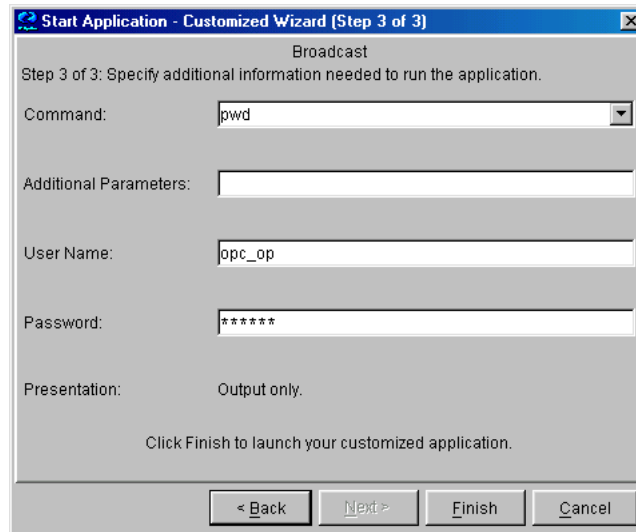 Start Application - Customized Wizard (Step 3 of 3)
Broadcast
Step 3 of 3: Specify additional information needed to run the application.
Command: pwd
Additional Parameters:
User Name: opc_op
Password: ******
Presentation: Output only.
Click Finish to launch your customized application.
< Back Next > Finish Cancel